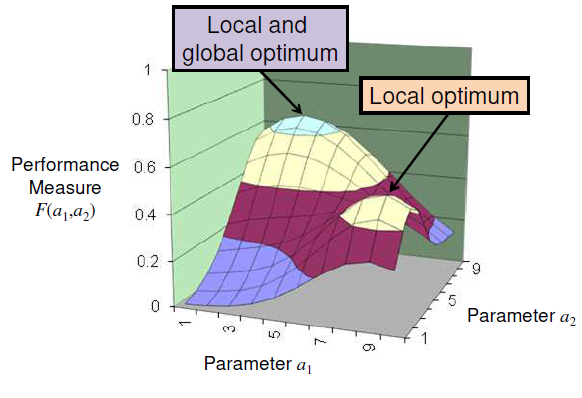 Local and
global optimum
Local optimum
1
0.8
0.6
0.4
0.2
0
Performance
Measure
F(a₁,a₂)
1
3
5
7
9
Parameter a₁
1
5
9
Parameter a₂